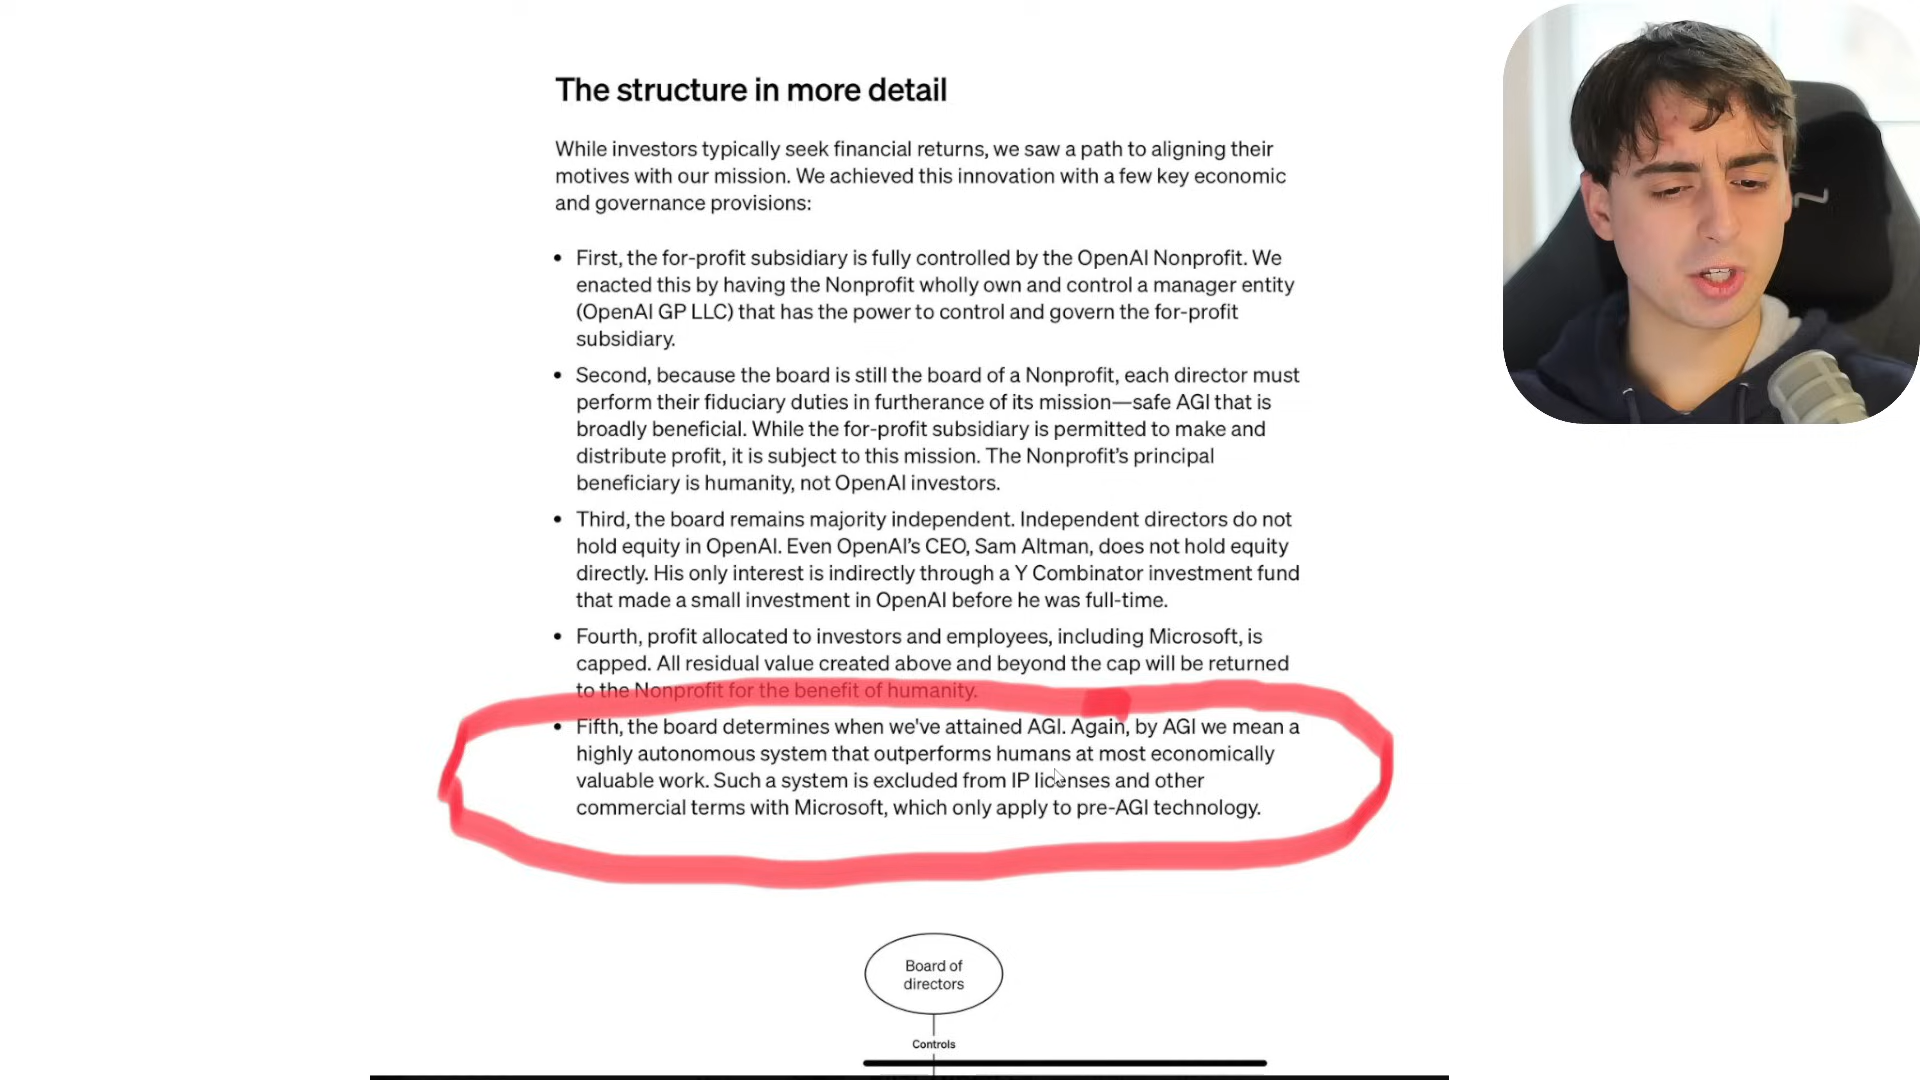 The structure in more detail
While investors typically seek financial returns, we saw a path to aligning their
motives with our mission. We achieved this innovation with a few key economic
and governance provisions:
• First, the for-profit subsidiary is fully controlled by the OpenAI Nonprofit. We
enacted this by having the Nonprofit wholly own and control a manager entity
(OpenAI GP LLC) that has the power to control and govern the for-profit
subsidiary.
• Second, because the board is still the board of a Nonprofit, each director must
perform their fiduciary duties in furtherance of its mission—safe AGI that is
broadly beneficial. While the for-profit subsidiary is permitted to make and
distribute profit, it is subject to this mission. The Nonprofit's principal
beneficiary is humanity, not OpenAI investors.
• Third, the board remains majority independent. Independent directors do not
hold equity in OpenAI. Even OpenAI's CEO, Sam Altman, does not hold equity
directly. His only interest is indirectly through a Y Combinator investment fund
that made a small investment in OpenAI before he was full-time.
• Fourth, profit allocated to investors and employees, including Microsoft, is
capped. All residual value created above and beyond the cap will be returned
to the Nonprofit for the benefit of humanity.
• Fifth, the board determines when we've attained AGI. Again, by AGI we mean a
highly autonomous system that outperforms humans at most economically
valuable work. Such a system is excluded from IP licenses and other
commercial terms with Microsoft, which only apply to pre-AGI technology.
Board of
directors
Controls